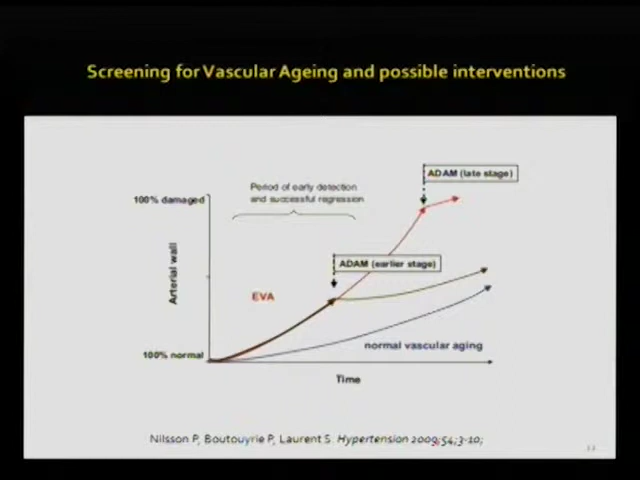 Screening for Vascular Ageing and possible interventions
Period of early detection
and successful regression
ADAM (late stage)
100% damaged
ADAM (earlier stage)
Arterial wall
EVA
normal vascular aging
100% normal
Time
Nilsson P, Boutouyrie P, Laurent S. Hypertension 2009;54;3-10;